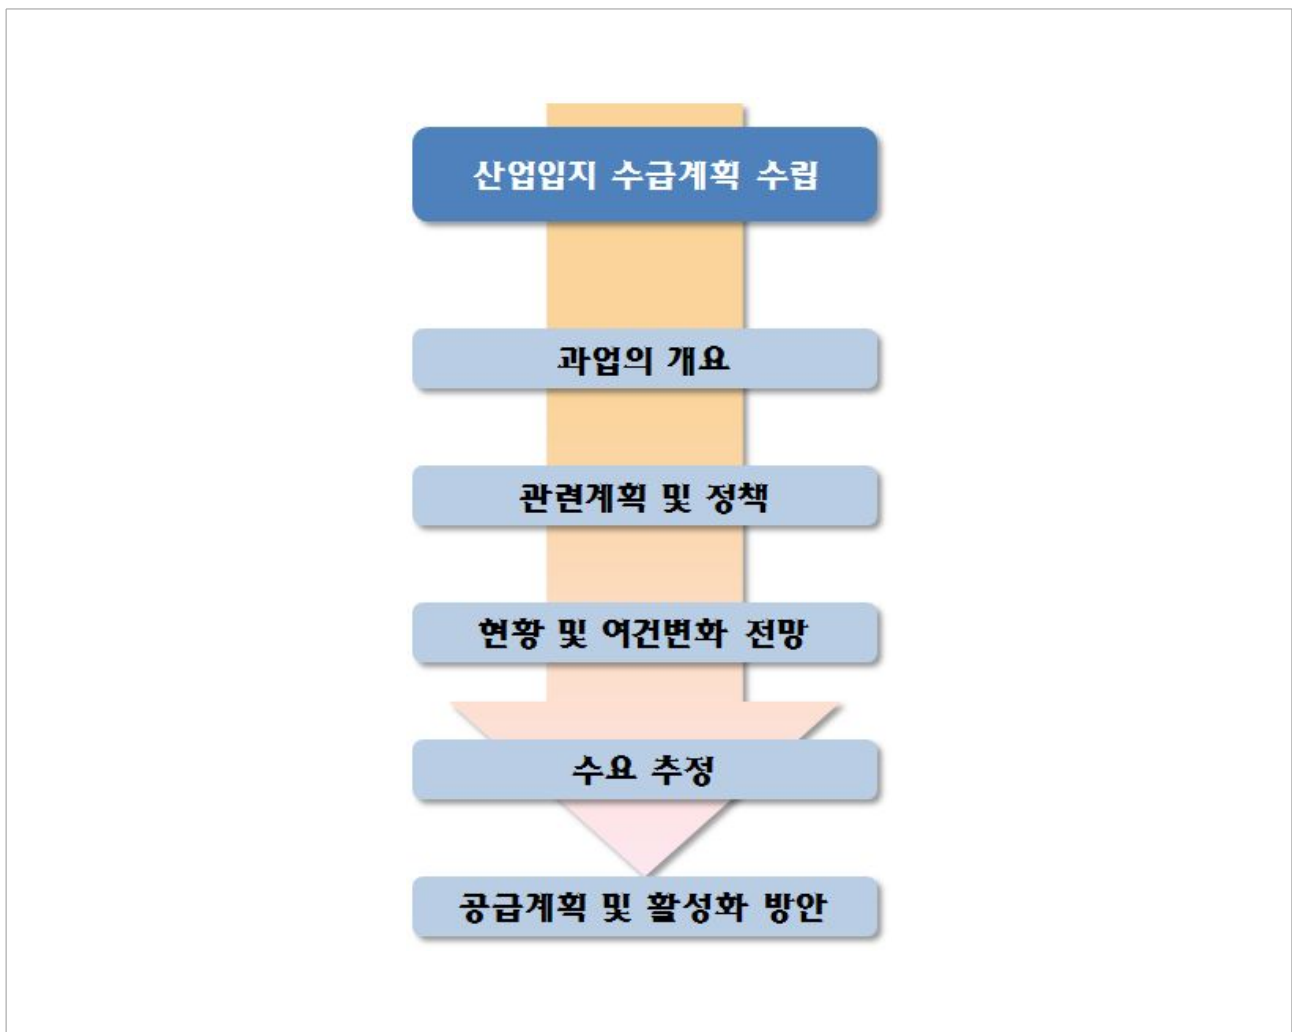 산업입지 수급계획 수립
과업의 개요
관련계획 및 정책
현황 및 여건변화 전망
수요 추정
공급계획 및 활성화 방안